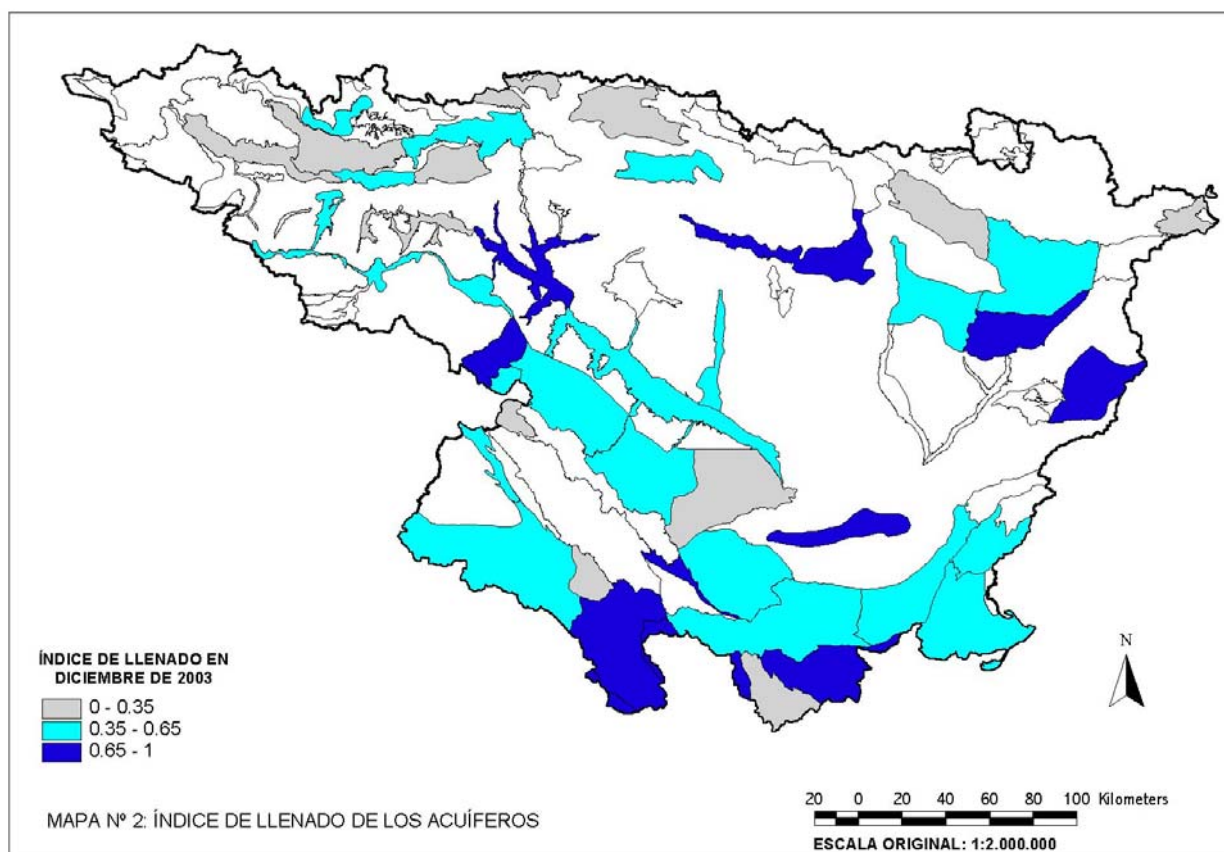 N
ÍNDICE DE LLENADO EN
DICIEMBRE DE 2003
0 - 0.35
0.35 - 0.65
0.65 - 1
MAPA Nº 2: ÍNDICE DE LLENADO DE LOS ACUÍFEROS
20 0 20 40 60 80 100 Kilometers
ESCALA ORIGINAL: 1:2.000.000